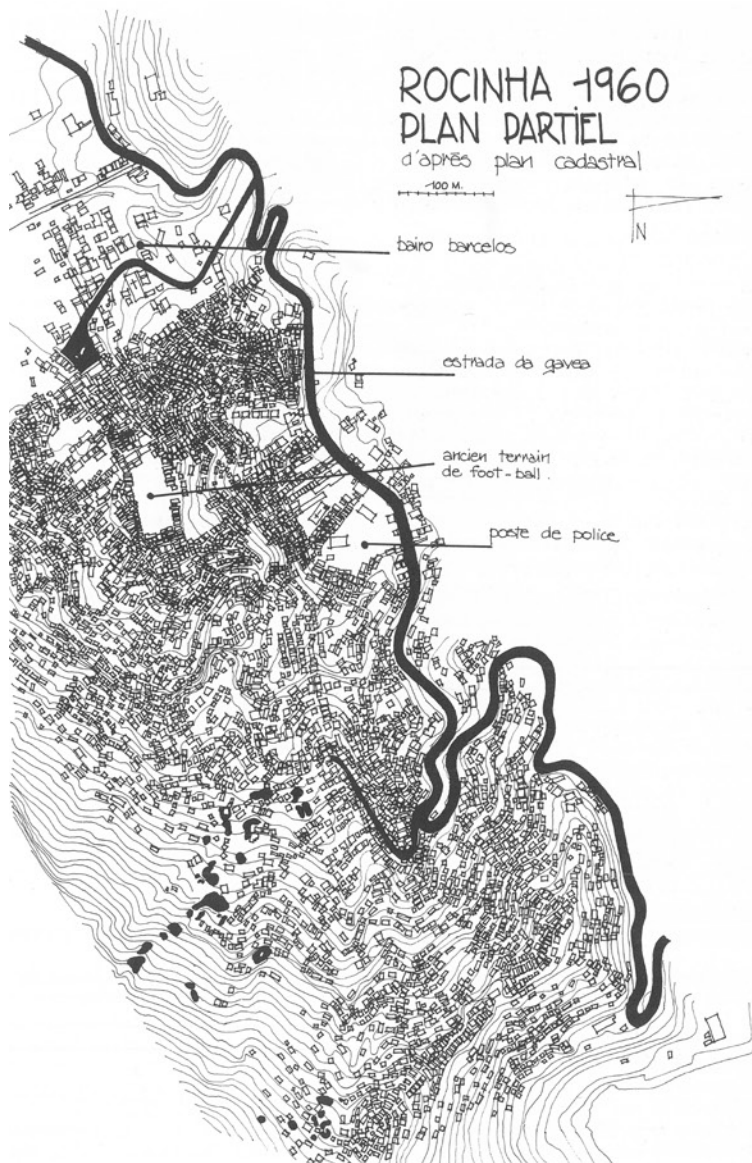 ROCINHA 1960
PLAN PARTIEL
d'après plan cadastral
100 M.
N
bairo barcelos
estrada da gavea
ancien terrain
de foot-ball.
poste de police